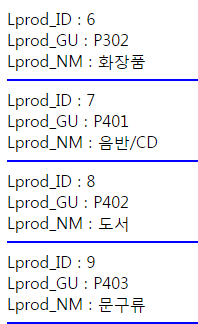 Lprod_ID : 6
Lprod_GU : P302
Lprod_NM : 화장품
Lprod_ID : 7
Lprod_GU : P401
Lprod_NM : 음반/CD
Lprod_ID : 8
Lprod_GU : P402
Lprod_NM : 도서
Lprod_ID : 9
Lprod_GU : P403
Lprod_NM : 문구류